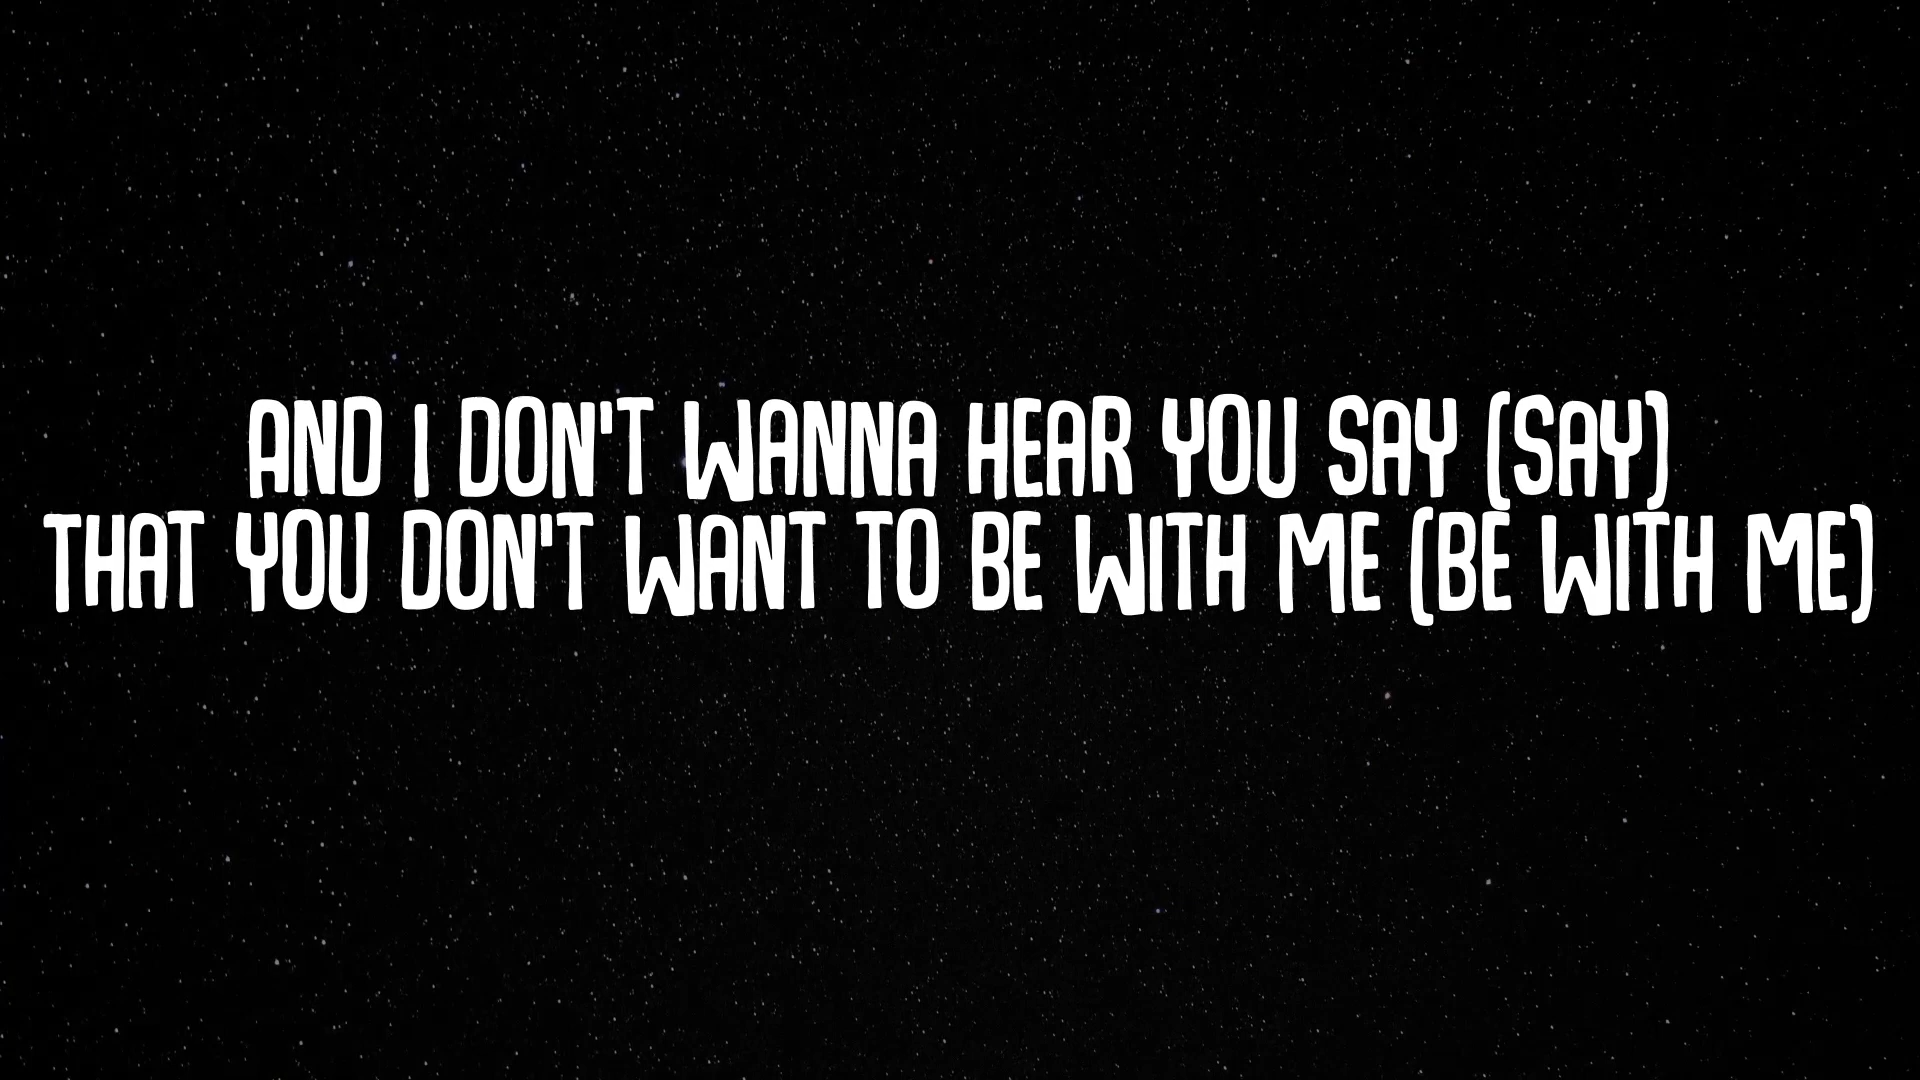 AND I DON'T WANNA HEAR YOU SAY (SAY)
THAT YOU DON'T WANT TO BE WITH ME (BE WITH ME)